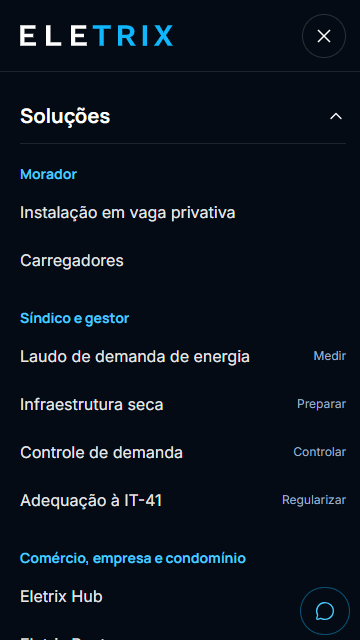 ELETRIX
Soluções
Morador
Instalação em vaga privativa
Carregadores
Síndico e gestor
Laudo de demanda de energia Medir
Infraestrutura seca Preparar
Controle de demanda Controlar
Adequação à IT-41 Regularizar
Comércio, empresa e condomínio
Eletrix Hub